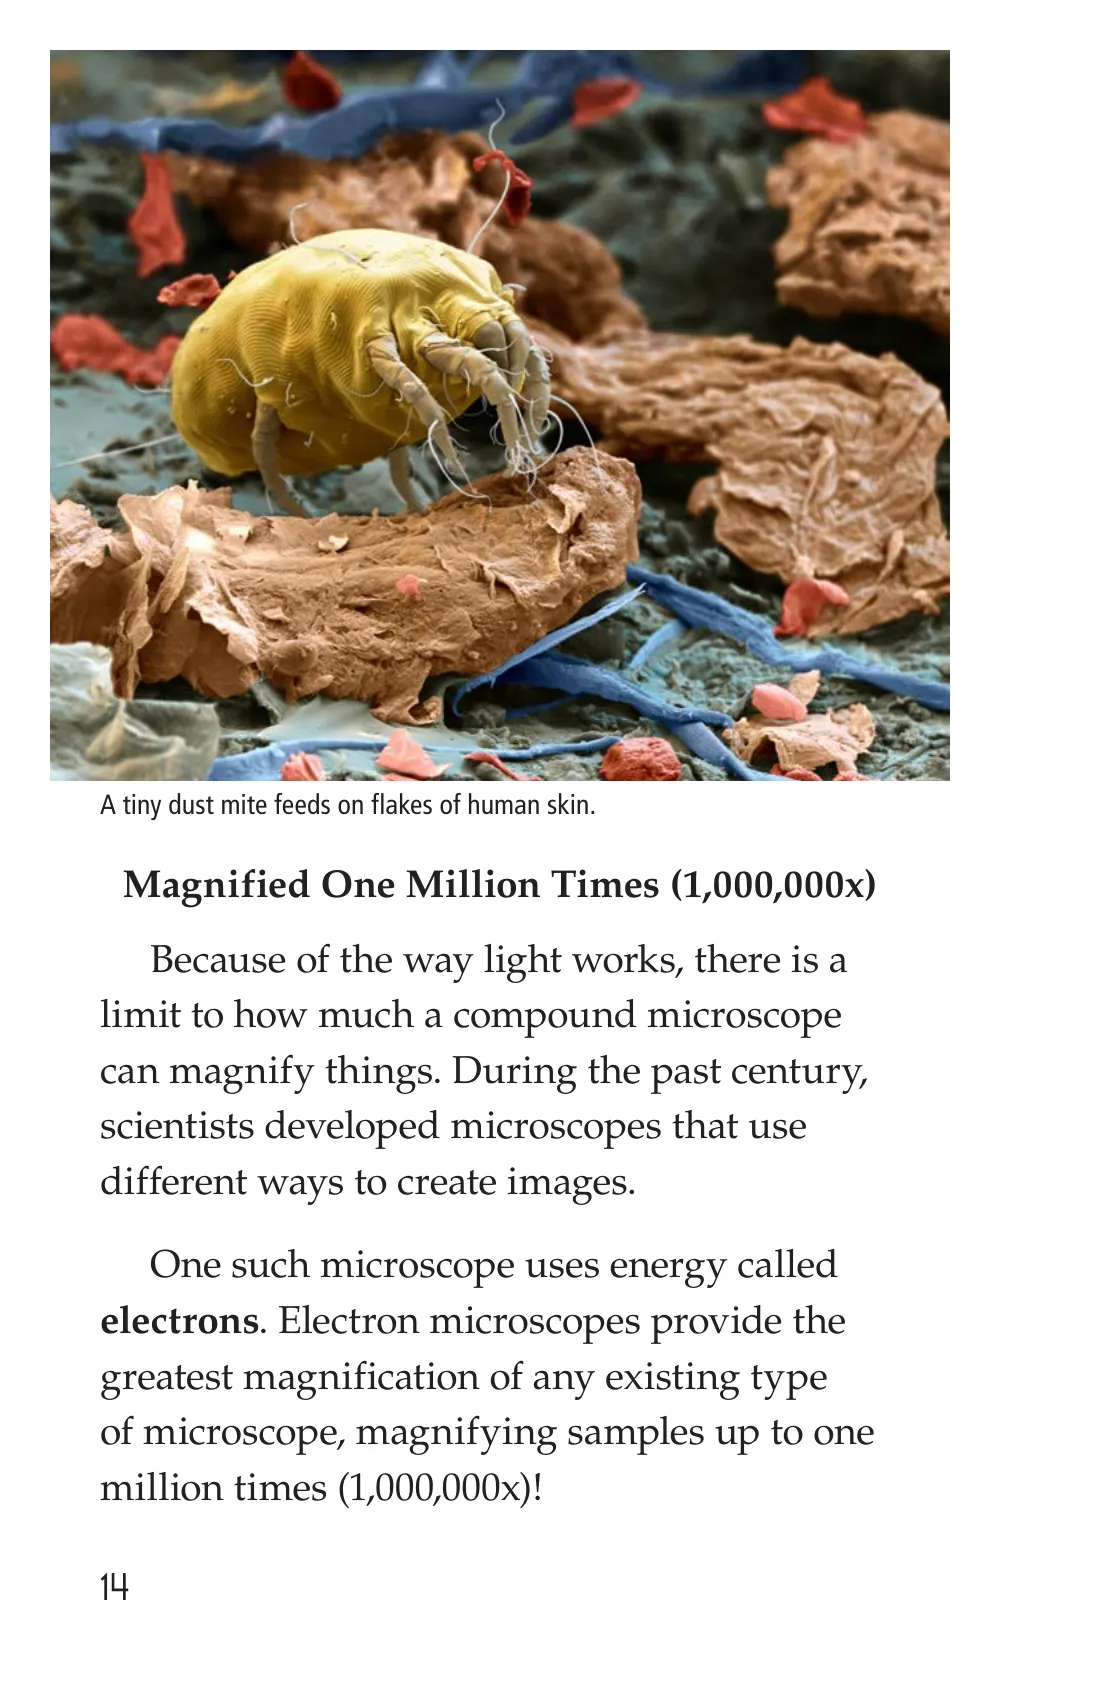 A tiny dust mite feeds on flakes of human skin.
Magnified One Million Times (1,000,000x)
Because of the way light works, there is a
limit to how much a compound microscope
can magnify things. During the past century,
scientists developed microscopes that use
different ways to create images.
One such microscope uses energy called
electrons. Electron microscopes provide the
greatest magnification of any existing type
of microscope, magnifying samples up to one
million times (1,000,000x)!
14